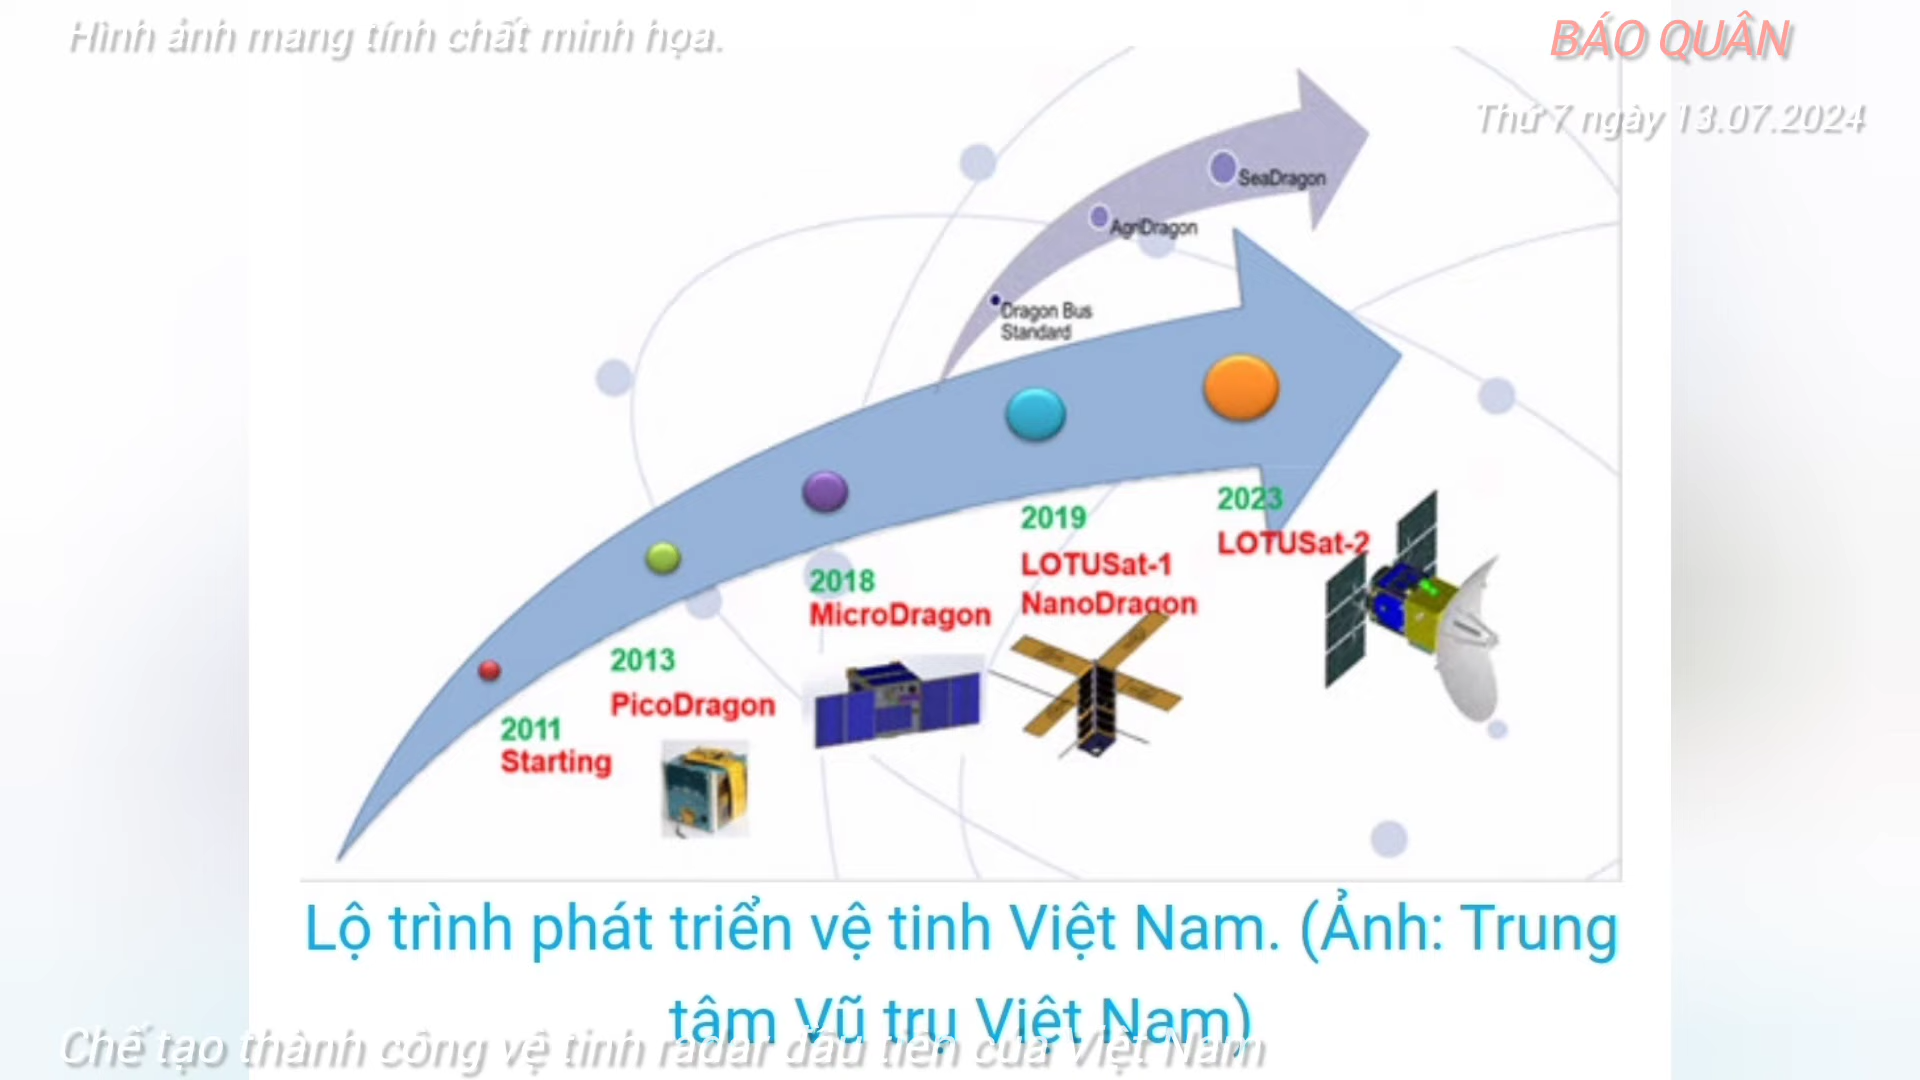 Hình ảnh mang tính chất minh họa.
BÁO QUÂN
Thứ 7 ngày 13.07.2024
SeaDragon
AgriDragon
Dragon Bus
Standard
2023
LOTUSat-2
2019
LOTUSat-1
NanoDragon
2018
MicroDragon
2013
PicoDragon
2011
Starting
Lộ trình phát triển vệ tinh Việt Nam. (Ảnh: Trung
tâm Vũ trụ Việt Nam)
Chế tạo thành công vệ tinh radar đầu tiên của Việt Nam